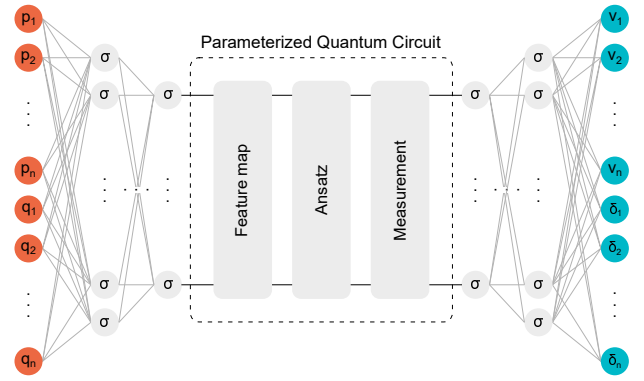 Parameterized Quantum Circuit
p1
p2
pn
q1
q2
qn
σ
σ
σ
σ
σ
σ
Feature map
Ansatz
Measurement
σ
σ
σ
σ
σ
σ
v1
v2
vn
δ1
δ2
δn